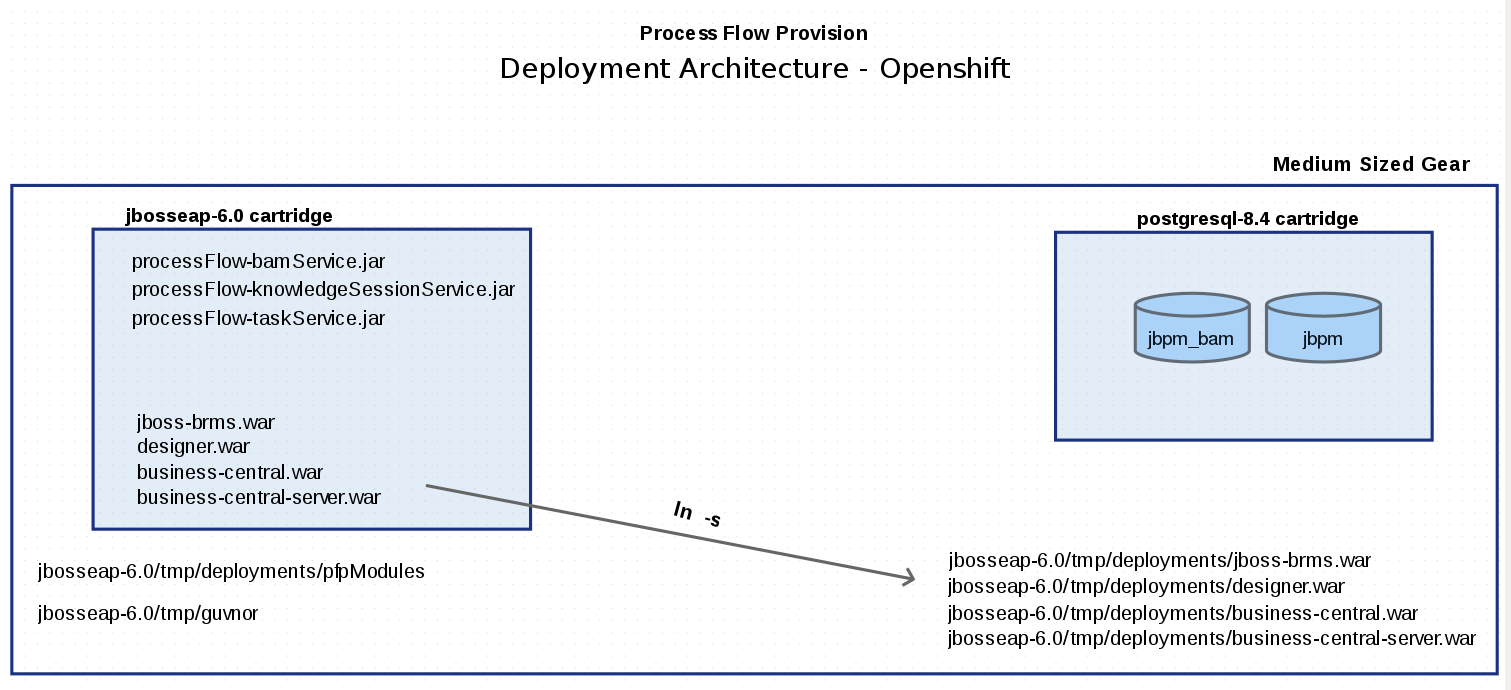 Process Flow Provision
Deployment Architecture - Openshift
Medium Sized Gear
jbosseap-6.0 cartridge
processFlow-bamService.jar
processFlow-knowledgeSessionService.jar
processFlow-taskService.jar
jboss-brms.war
designer.war
business-central.war
business-central-server.war
jbosseap-6.0/tmp/deployments/pfpModules
jbosseap-6.0/tmp/guvnor
ln -s
postgresql-8.4 cartridge
jbpm_bam
jbpm
jbosseap-6.0/tmp/deployments/jboss-brms.war
jbosseap-6.0/tmp/deployments/designer.war
jbosseap-6.0/tmp/deployments/business-central.war
jbosseap-6.0/tmp/deployments/business-central-server.war